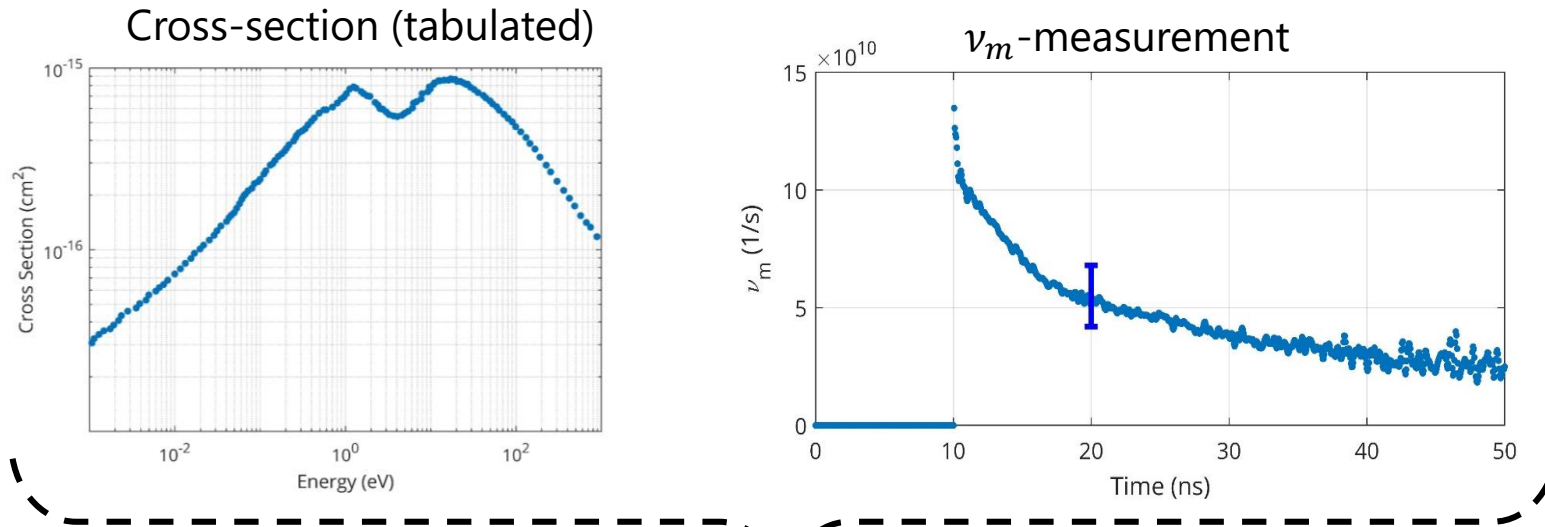 Cross-section (tabulated)
10⁻¹⁵
10⁻¹⁶
Cross Section (cm²)
10⁻²
10⁰
10²
Energy (eV)
νₘ-measurement
×10¹⁰
15
10
5
0
ν_m (1/s)
0
10
20
30
40
50
Time (ns)